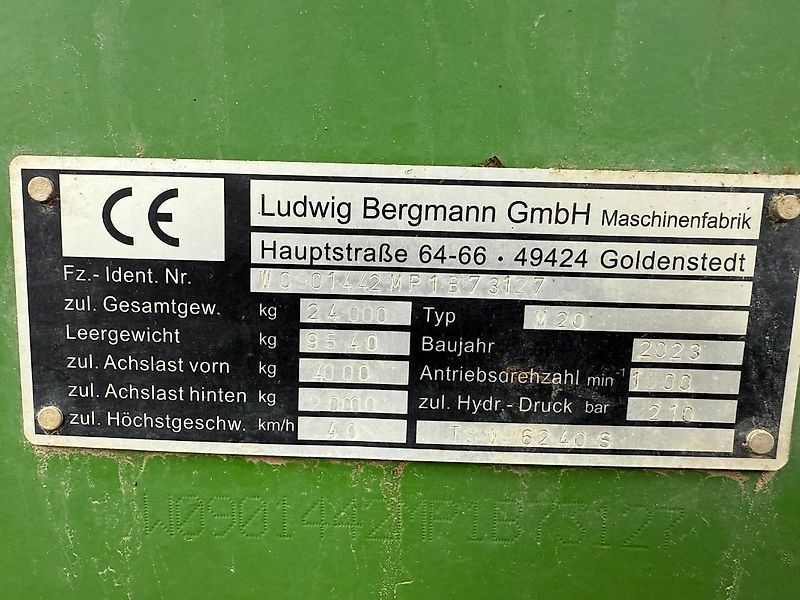 CE
Ludwig Bergmann GmbH Maschinenfabrik
Hauptstraße 64-66 · 49424 Goldenstedt
Fz.- Ident. Nr. W0901442MP1B73127
zul. Gesamtgew. kg 24000 Typ M20
Leergewicht kg 9540 Baujahr 2023
zul. Achslast vorn kg 4000 Antriebsdrehzahl min⁻¹ 1000
zul. Achslast hinten kg 20000 zul. Hydr.- Druck bar 210
zul. Höchstgeschw. km/h 40 TSW 6240 S
W0901442MP1B73127